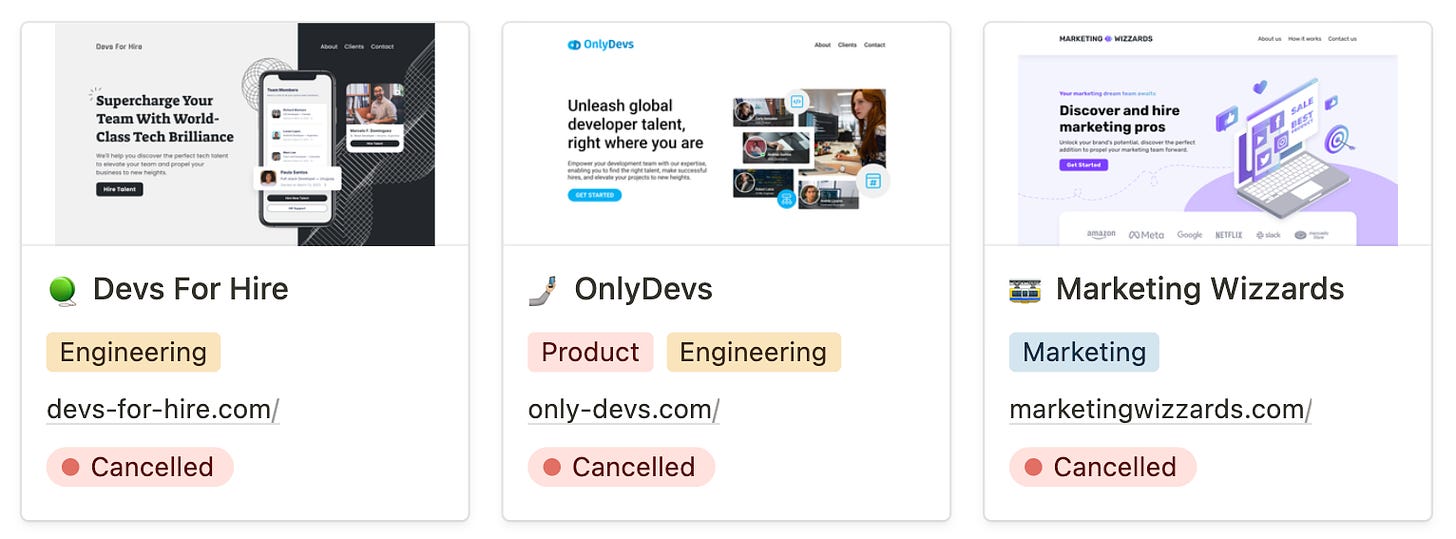 Devs For Hire
About Clients Contact
Supercharge Your
Team With World-
Class Tech Brilliance
We'll help you discover the perfect tech talent
to elevate your team and propel your
business to new heights.
Hire Talent
Team Members
Paula Santos
Marcelo F. Dominguez
Hire Talent
OnlyDevs
About Clients Contact
Unleash global
developer talent,
right where you are
Empower your development team with our expertise,
enabling you to find the right talent, make successful
hires, and elevate your projects to new heights.
GET STARTED
MARKETING WIZZARDS
About us How it works Contact us
Your marketing dream team awaits
Discover and hire
marketing pros
Unlock your brand's potential, discover the perfect
addition to propel your marketing team forward.
Get Started
SALE
BEST
PRODUCT
amazon Meta Google NETFLIX slack mercado libre
Devs For Hire
Engineering
devs-for-hire.com/
Cancelled
OnlyDevs
Product Engineering
only-devs.com/
Cancelled
Marketing Wizzards
Marketing
marketingwizzards.com/
Cancelled